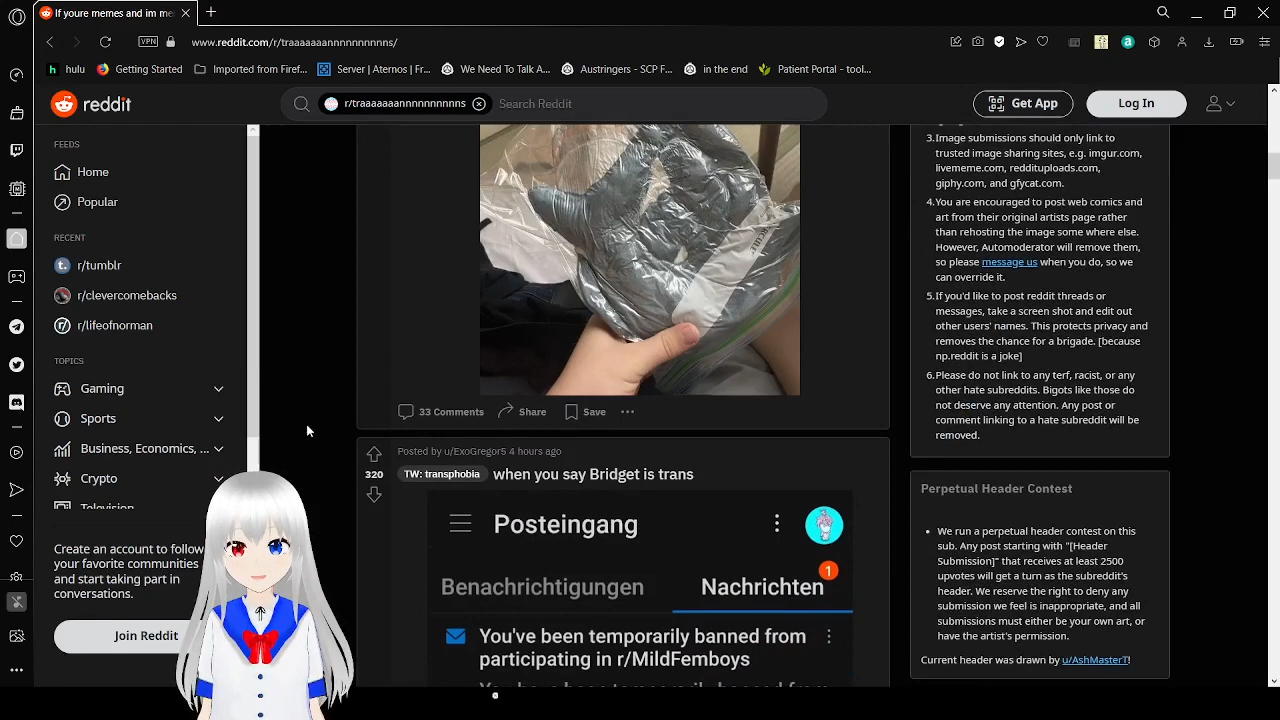 If youre memes and im me
www.reddit.com/r/traaaaaaannnnnnnnnns/
VPN
hulu
Getting Started
Imported from Firef...
Server | Aternos | Fr...
We Need To Talk A...
Austringers - SCP F...
in the end
Patient Portal - tool...
reddit
r/traaaaaaannnnnnnnnns
Search Reddit
Get App
Log In
FEEDS
Home
Popular
RECENT
r/tumblr
r/clevercomebacks
r/lifeofnorman
TOPICS
Gaming
Sports
Business, Economics, ...
Crypto
Television
Create an account to follow
your favorite communities
and start taking part in
conversations.
Join Reddit
33 Comments
Share
Save
Posted by u/ExoGregor5 4 hours ago
320
TW: transphobia
when you say Bridget is trans
Posteingang
Benachrichtigungen
Nachrichten
1
You've been temporarily banned from
participating in r/MildFemboys
3. Image submissions should only link to
trusted image sharing sites, e.g. imgur.com,
livememe.com, reddituploads.com,
giphy.com, and gfycat.com.
4. You are encouraged to post web comics and
art from their original artists page rather
than rehosting the image some where else.
However, Automoderator will remove them,
so please message us when you do, so we
can override it.
5. If you'd like to post reddit threads or
messages, take a screen shot and edit out
other users' names. This protects privacy and
removes the chance for a brigade. [because
np.reddit is a joke]
6. Please do not link to any terf, racist, or any
other hate subreddits. Bigots like those do
not deserve any attention. Any post or
comment linking to a hate subreddit will be
removed.
Perpetual Header Contest
We run a perpetual header contest on this
sub. Any post starting with "[Header
Submission]" that receives at least 2500
upvotes will get a turn as the subreddit's
header. We reserve the right to deny any
submission we feel is inappropriate, and all
submissions must either be your own art, or
have the artist's permission.
Current header was drawn by u/AshMasterT!